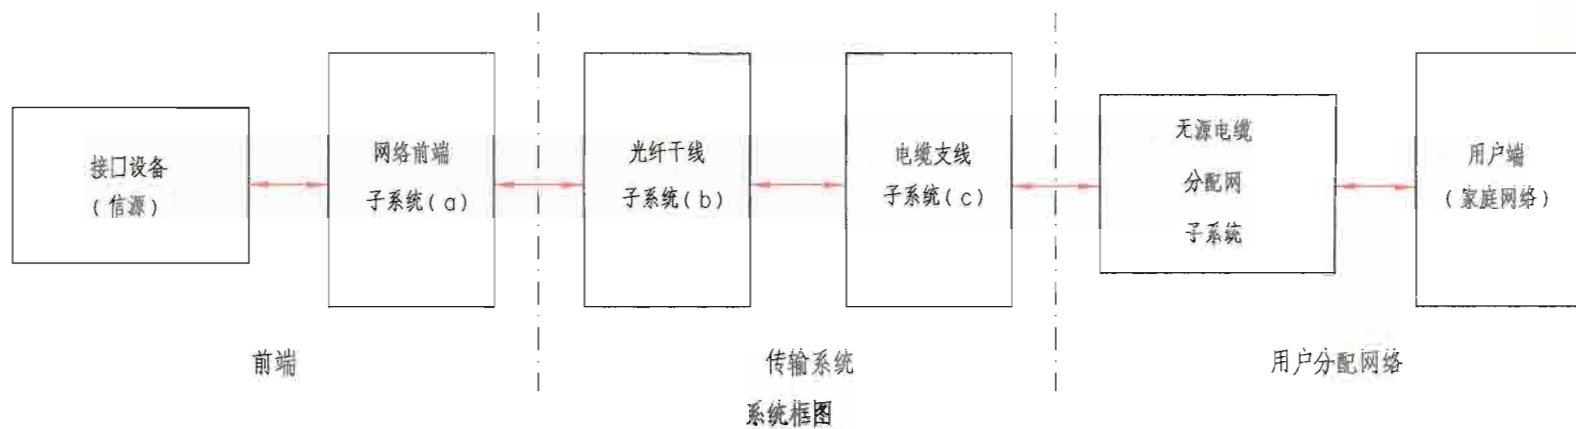 接口设备
(信源)
网络前端
子系统(a)
光纤干线
子系统(b)
电缆支线
子系统(c)
无源电缆
分配网
子系统
用户端
(家庭网络)
前端
传输系统
用户分配网络
系统框图